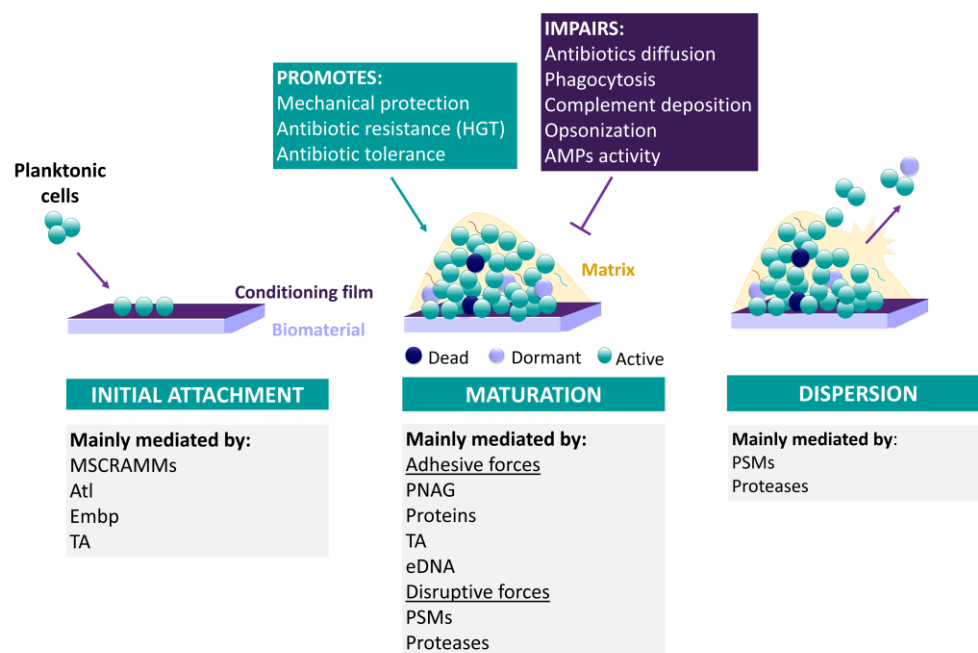 PROMOTES:
Mechanical protection
Antibiotic resistance (HGT)
Antibiotic tolerance
IMPAIRS:
Antibiotics diffusion
Phagocytosis
Complement deposition
Opsonization
AMPs activity
Planktonic
cells
Conditioning film
Biomaterial
Matrix
Dead
Dormant
Active
INITIAL ATTACHMENT
Mainly mediated by:
MSCRAMMs
Atl
Embp
TA
MATURATION
Mainly mediated by:
Adhesive forces
PNAG
Proteins
TA
eDNA
Disruptive forces
PSMs
Proteases
DISPERSION
Mainly mediated by:
PSMs
Proteases